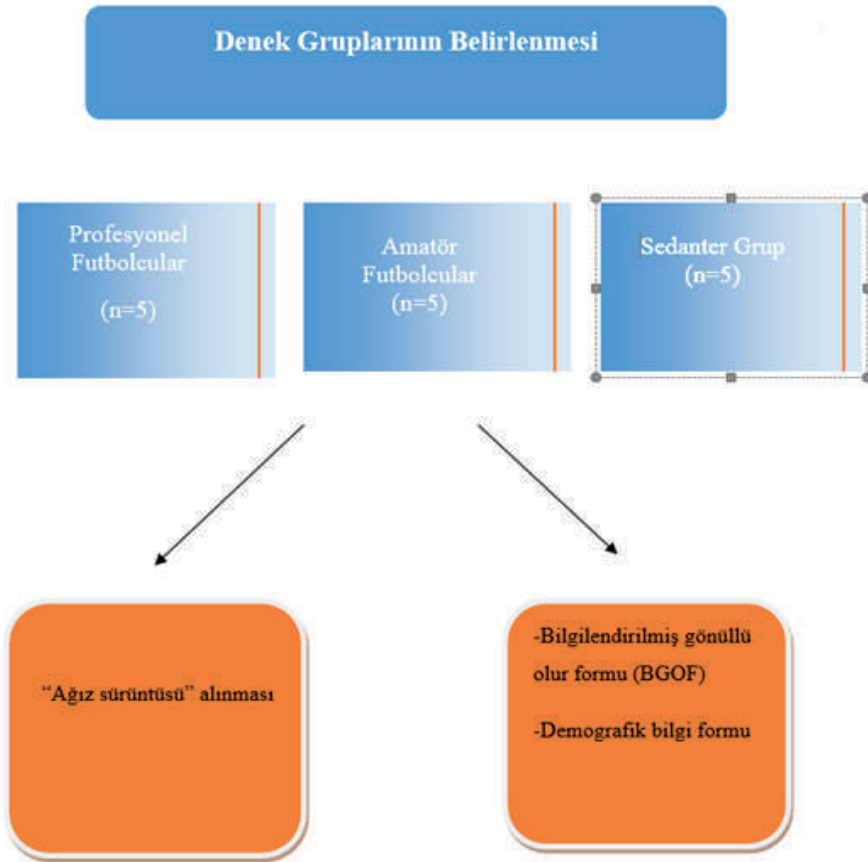 Denek Gruplarının Belirlenmesi
Profesyonel
Futbolcular
(n=5)
Amatör
Futbolcular
(n=5)
Sedanter Grup
(n=5)
“Ağız sürüntüsü” alınması
-Bilgilendirilmiş gönüllü
olur formu (BGOF)
-Demografik bilgi formu